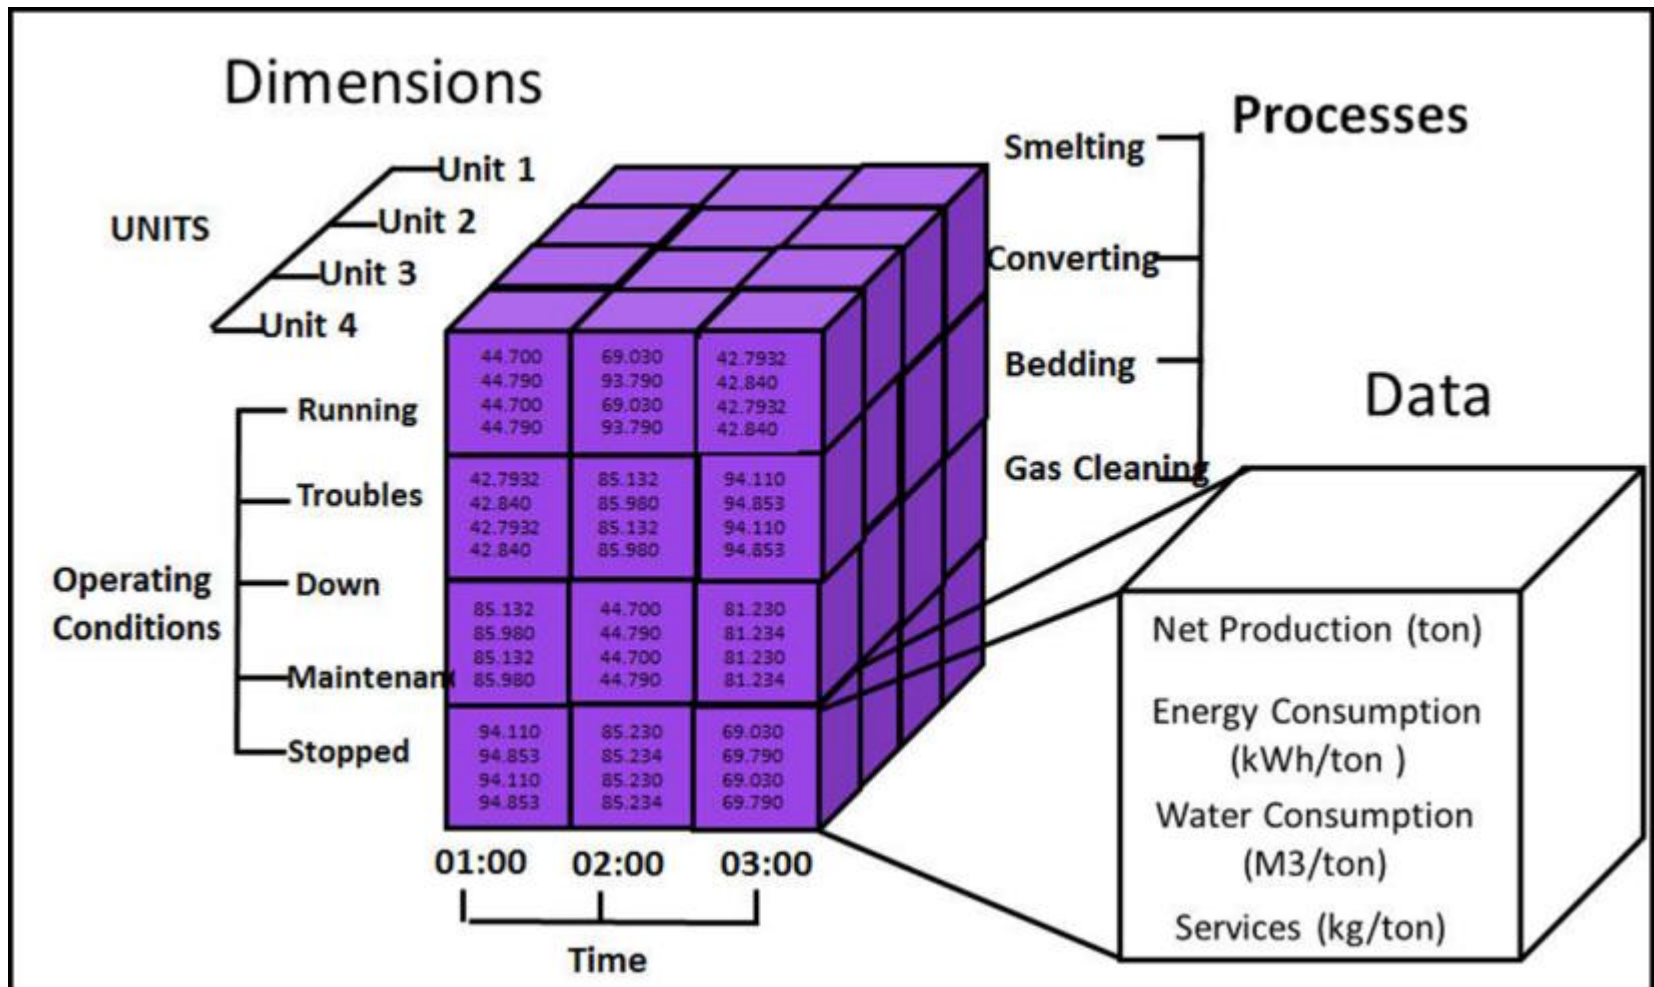 Dimensions
Processes
UNITS
Unit 1
Unit 2
Unit 3
Unit 4
Smelting
Converting
Bedding
Gas Cleaning
Operating
Conditions
Running
Troubles
Down
Maintenan
Stopped
44.700
44.790
44.700
44.790
69.030
93.790
69.030
93.790
42.7932
42.840
42.7932
42.840
42.7932
42.840
42.7932
42.840
85.132
85.980
85.132
85.980
94.110
94.853
94.110
94.853
85.132
85.980
85.132
85.980
44.700
44.790
44.700
44.790
81.230
81.234
81.230
81.234
94.110
94.853
94.110
94.853
85.230
85.234
85.230
85.234
69.030
69.790
69.030
69.790
01:00
02:00
03:00
Time
Data
Net Production (ton)
Energy Consumption
(kWh/ton )
Water Consumption
(M3/ton)
Services (kg/ton)